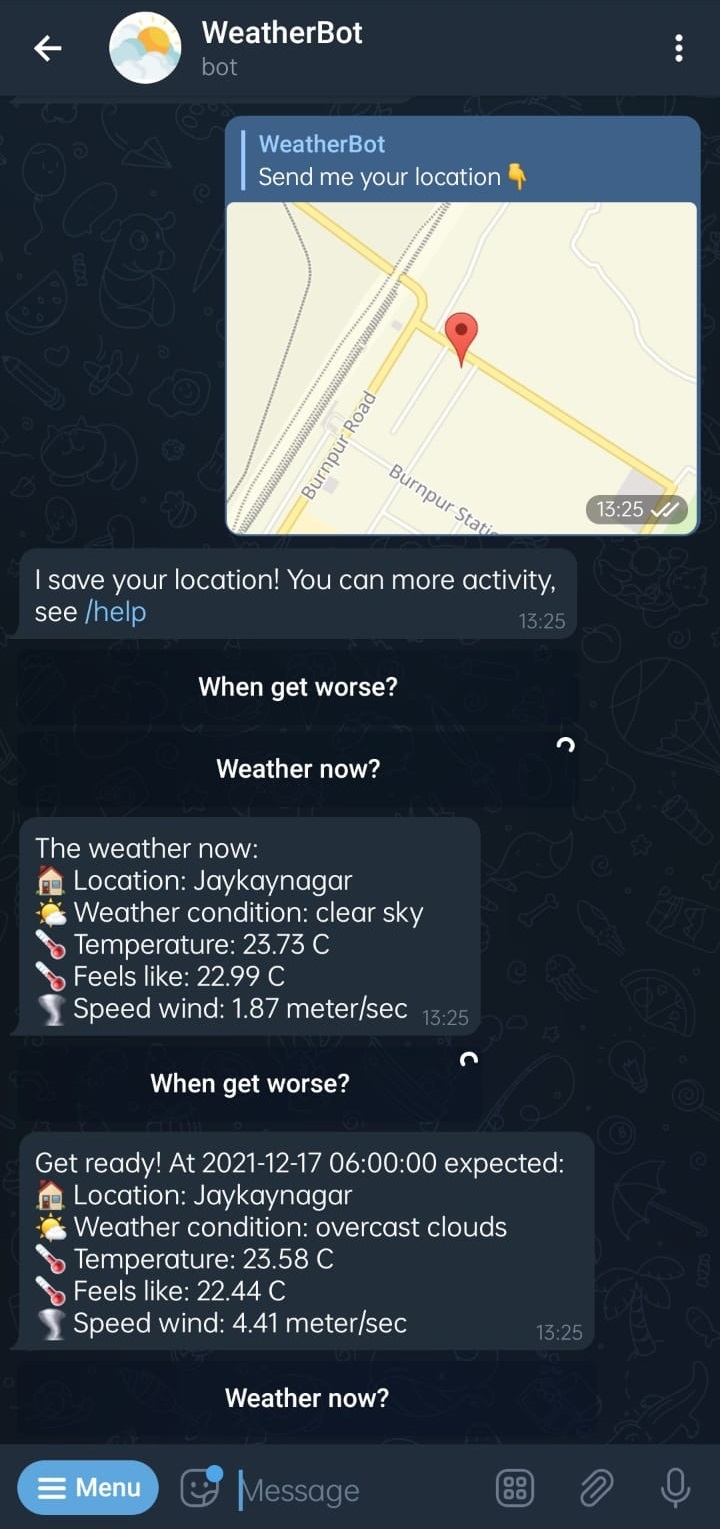 WeatherBot
bot
WeatherBot
Send me your location👇
Burnpur Road
Burnpur Static
13:25
I save your location! You can more activity,
see /help
13:25
When get worse?
Weather now?
The weather now:
🏠 Location: Jaykaynagar
🌤 Weather condition: clear sky
🌡 Temperature: 23.73 C
🌡 Feels like: 22.99 C
🌪 Speed wind: 1.87 meter/sec
13:25
When get worse?
Get ready! At 2021-12-17 06:00:00 expected:
🏠 Location: Jaykaynagar
🌤 Weather condition: overcast clouds
🌡 Temperature: 23.58 C
🌡 Feels like: 22.44 C
🌪 Speed wind: 4.41 meter/sec
13:25
Weather now?
Menu
Message